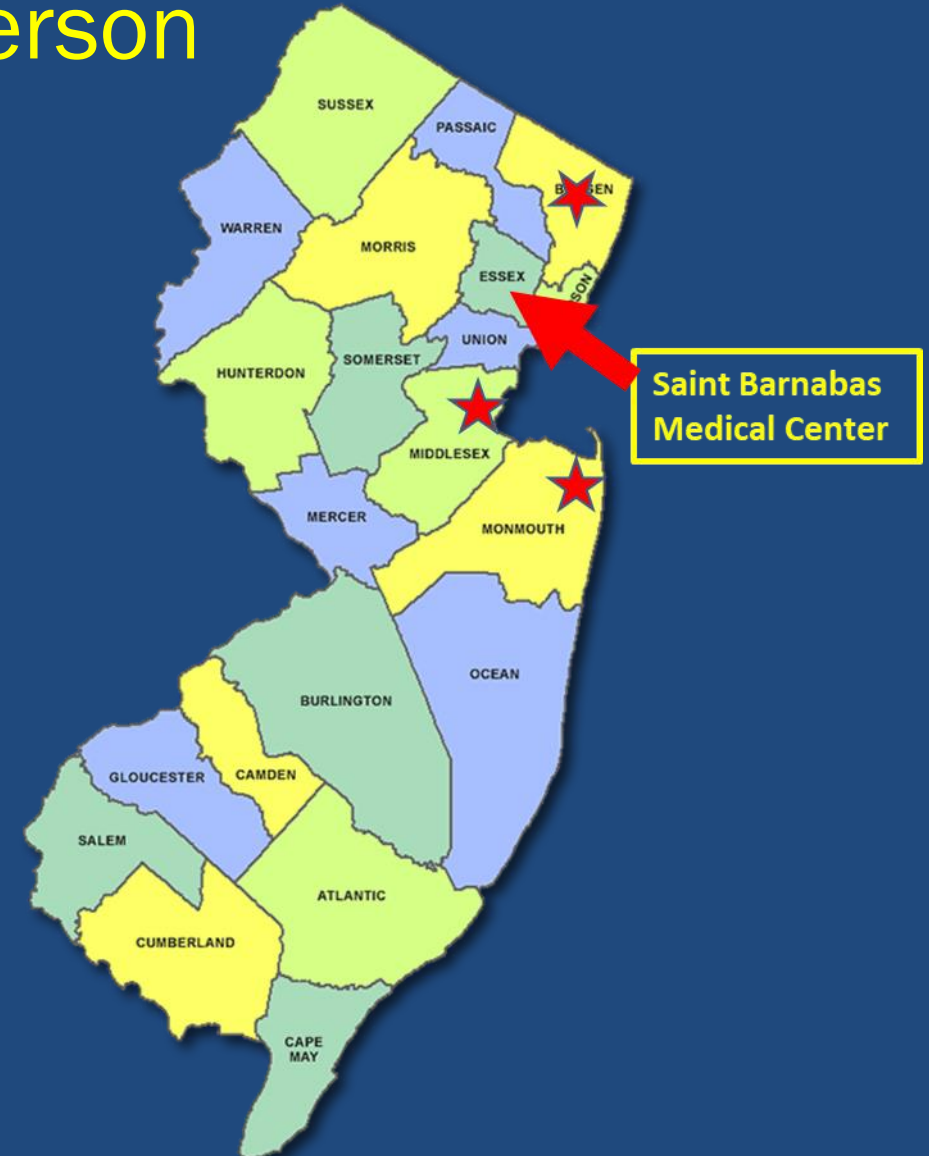 erson
SUSSEX
PASSAIC
WARREN
MORRIS
ESSEX
UNION
SOMERSET
HUNTERDON
Saint Barnabas
Medical Center
MIDDLESEX
MERCER
MONMOUTH
OCEAN
BURLINGTON
GLOUCESTER
CAMDEN
SALEM
ATLANTIC
CUMBERLAND
CAPE
MAY